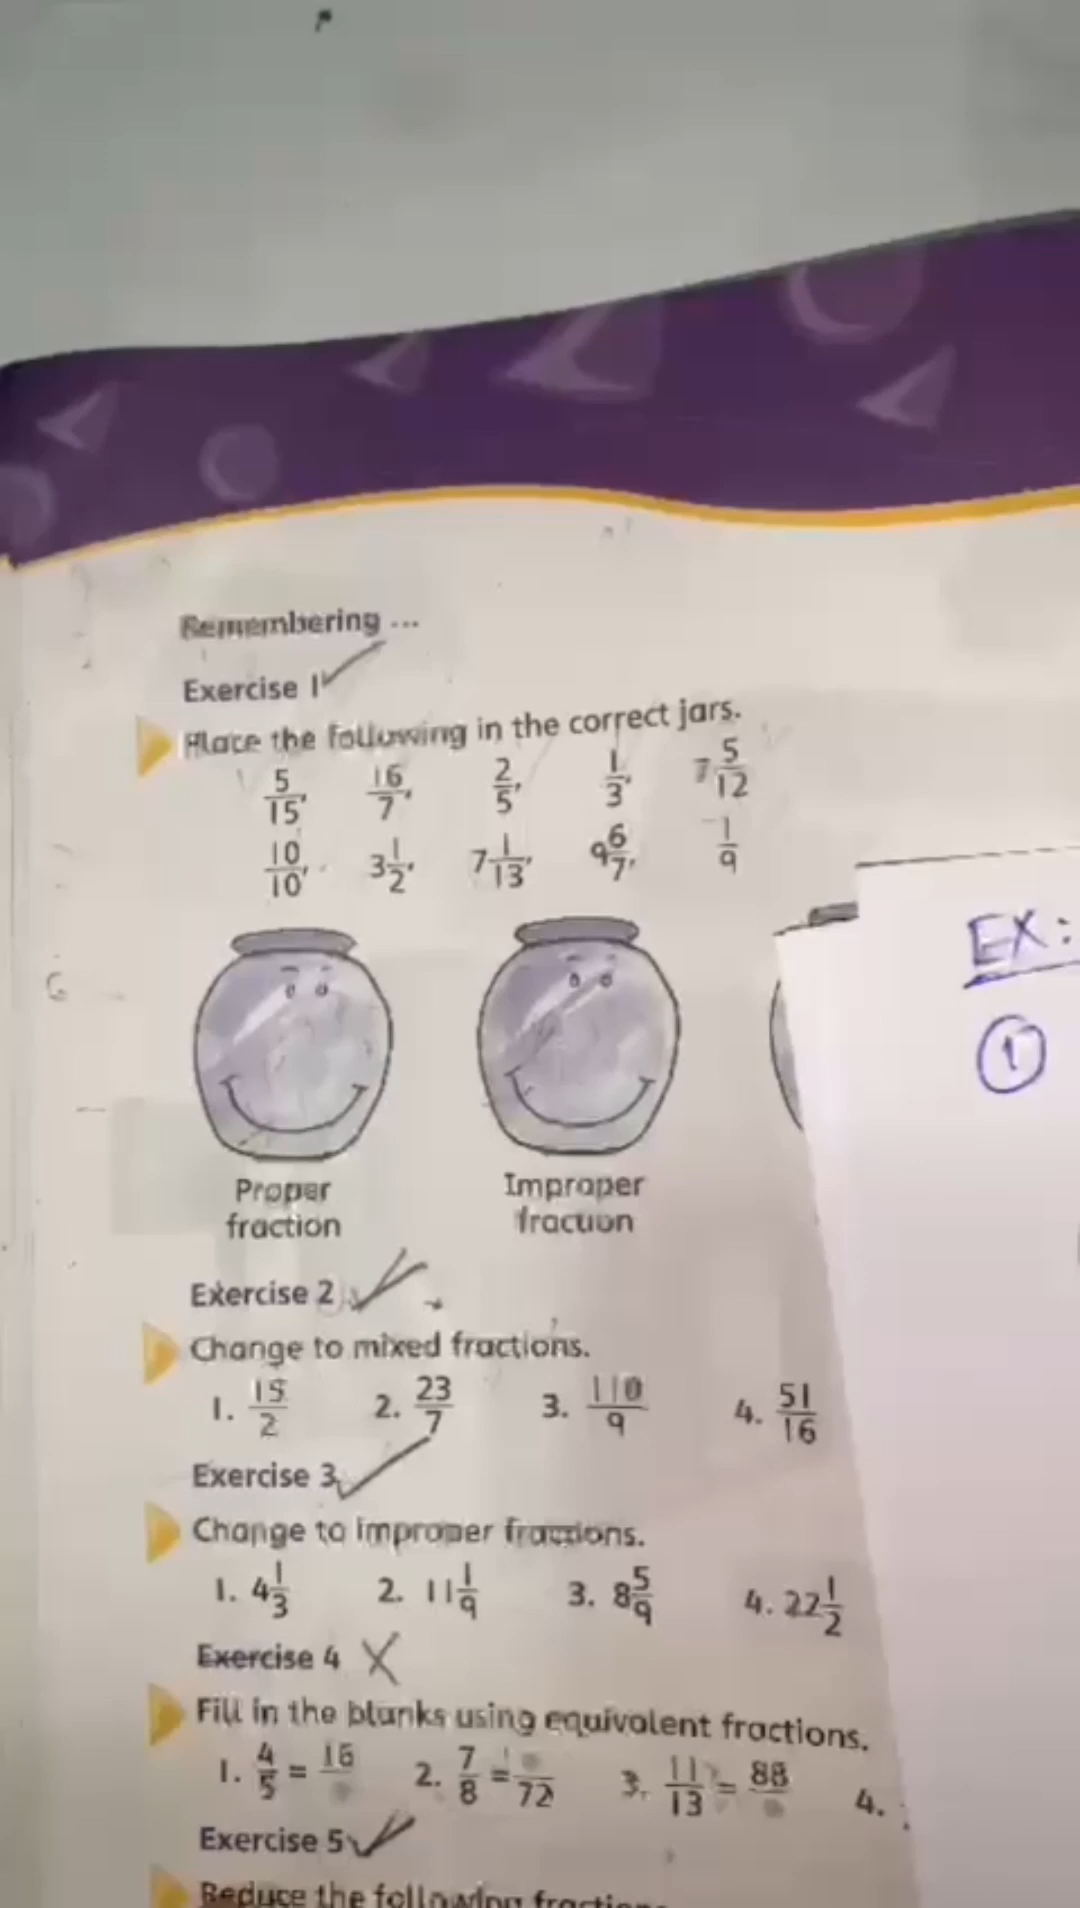 Remembering ...
Exercise 1
Place the following in the correct jars.
5/15, 16/7, 2/5, 1/3, 7 5/12
10/10, 3 1/2, 7 1/13, 9 6/7, 1/9
EX:
1
Proper fraction
Improper fraction
Exercise 2
Change to mixed fractions.
1. 15/2 2. 23/7 3. 110/9 4. 51/16
Exercise 3
Change to improper fractions.
1. 4 1/3 2. 11 1/9 3. 8 5/9 4. 22 1/2
Exercise 4
Fill in the blanks using equivalent fractions.
1. 4/5 = 16/ 2. 7/8 = /72 3. 11/13 = 88/ 4.
Exercise 5
Reduce the following fractions